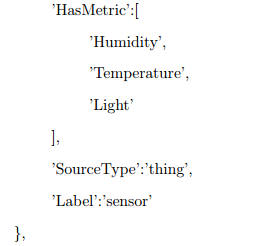 ’HasMetric’:[
’Humidity’,
’Temperature’,
’Light’
],
’SourceType’:’thing’,
’Label’:’sensor’
},